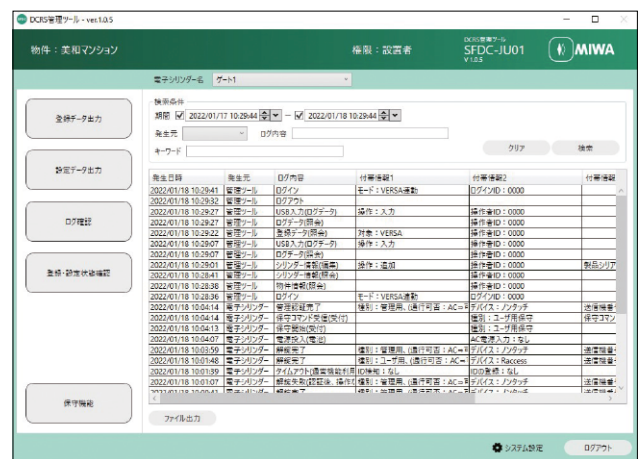 DCRS管理ツール - ver.1.0.5
物件：美和マンション
権限：設置者
DCRS管理ツール
SFDC-JU01
V 1.0.5
MIWA
電子シリンダー名 ゲート1
登録データ出力
設定データ出力
ログ確認
登録・設定状態確認
保守機能
検索条件
期間 2022/01/17 10:29:44 ～ 2022/01/18 10:29:44
発生元 ログ内容
キーワード
クリア 検索
発生日時 発生元 ログ内容 付帯情報1 付帯情報2 付帯情報
2022/01/18 10:29:41 管理ツール ログイン モード：VERSA連動 ログインID：0000
2022/01/18 10:29:32 管理ツール ログアウト
2022/01/18 10:29:27 管理ツール USB入力(ログデータ) 操作：入力 操作者ID：0000
2022/01/18 10:29:27 管理ツール ログデータ(照会) 操作者ID：0000
2022/01/18 10:29:22 管理ツール 登録データ(照会) 対象：VERSA 操作者ID：0000
2022/01/18 10:29:07 管理ツール USB入力(ログデータ) 操作：入力 操作者ID：0000
2022/01/18 10:29:07 管理ツール ログデータ(照会) 操作者ID：0000
2022/01/18 10:29:01 管理ツール シリンダー情報(編集) 操作：追加 操作者ID：0000 製品シリア
2022/01/18 10:28:41 管理ツール シリンダー情報(照会) 操作者ID：0000
2022/01/18 10:28:38 管理ツール 物件情報(照会) 操作者ID：0000
2022/01/18 10:28:36 管理ツール ログイン モード：VERSA連動 ログインID：0000
2022/01/18 10:04:14 電子シリンダー 管理認証完了 種別：管理用、(通行可否：AC=可 デバイス：ノンタッチ 送信機番
2022/01/18 10:04:14 電子シリンダー 保守コマンド受信(受付) 種別：ユーザ用保守 保守コマン
2022/01/18 10:04:13 電子シリンダー 保守開始(受付) 種別：ユーザ用保守
2022/01/18 10:04:07 電子シリンダー 電源投入(電池) AC電源入力：なし
2022/01/18 10:03:59 電子シリンダー 解錠完了 種別：管理用、(通行可否：AC=可 デバイス：ノンタッチ 送信機番
2022/01/18 10:01:48 電子シリンダー 解錠完了 種別：ユーザ用、(通行可否：AC=可 デバイス：Raccess 送信機番
2022/01/18 10:01:39 電子シリンダー タイムアウト(通常機能利用 ID検知：なし IDの登録：なし
2022/01/18 10:01:07 電子シリンダー 解錠失敗(認証後、操作 種別：管理用、(通行可否：AC=可 デバイス：ノンタッチ 送信機番
ファイル出力
システム設定 ログアウト